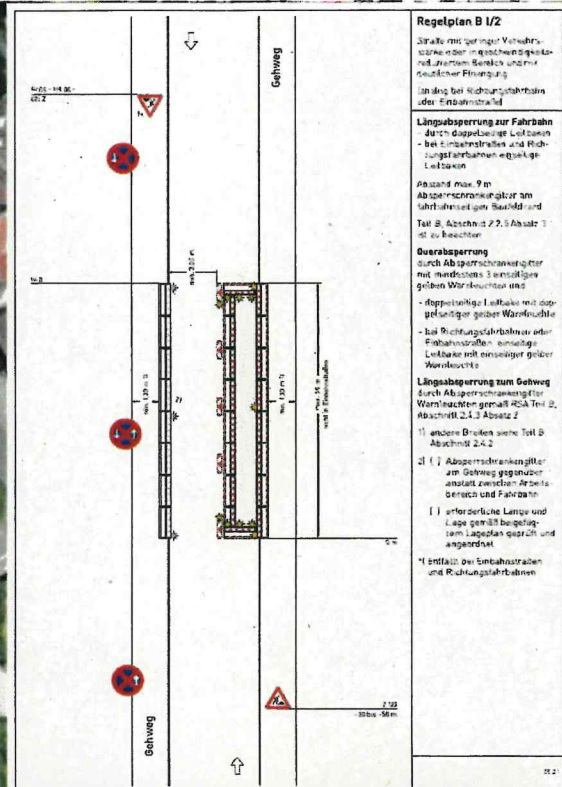 Regelplan B I/2
Straße mit geringer Verkehrs-
stärke oder in geschwindigkeits-
reduziertem Bereich und mit
deutlicher Einengung
oder Einbahnstraße)
Längsabsperrung zur Fahrbahn
- durch doppelseitige Leitbaken
- bei Einbahnstraßen und Rich-
tungsfahrbahnen einseitige
Leitbaken
Abstand max. 9 m
Absperrschrankengitter am
fahrbahnseitigen Baufeldrand
Teil B, Abschnitt 2.2.5 Absatz
ist zu beachten
Querabsperrung
durch Absperrschrankengitter
mit mindestens 3 einseitigen
gelben Warnleuchten und
- doppelseitige Leitbake mit dop-
pelseitiger gelber Warnleuchte
- bei Richtungsfahrbahnen oder
Einbahnstraßen einseitige
Leitbake mit einseitiger gelber
Warnleuchte
Längsabsperrung zum Gehweg
durch Absperrschrankengitter
Warnleuchten gemäß RSA Teil B,
Abschnitt 2.4.3 Absatz 2
1) andere Breiten siehe Teil B
Abschnitt 2.4.2
2) [ ] Absperrschrankengitter
am Gehweg gegenüber
anstatt zwischen Arbeits-
bereich und Fahrbahn
[ ] erforderliche Länge und
Lage gemäß beigefüg-
tem Lageplan geprüft und
angeordnet
*) Entfällt bei Einbahnstraßen
und Richtungsfahrbahnen
Gehweg
Gehweg
max. 50 m
nicht in Einmündungen
0 m
-30 bis -50 m